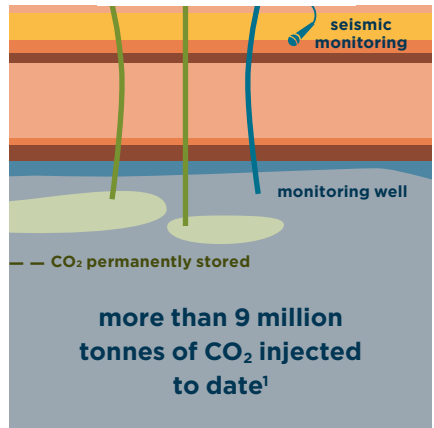 seismic
monitoring
monitoring well
CO₂ permanently stored
more than 9 million
tonnes of CO₂ injected
to date¹